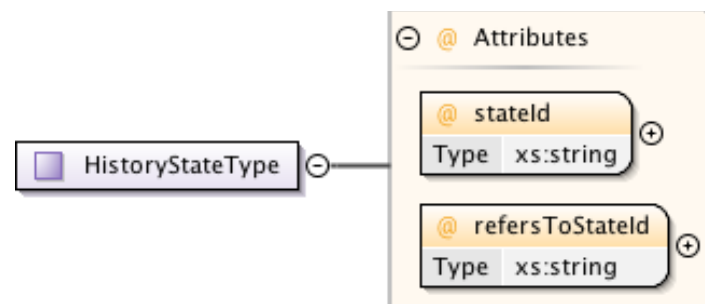 @ Attributes
@ stateId
Type xs:string
HistoryStateType
@ refersToStateId
Type xs:string